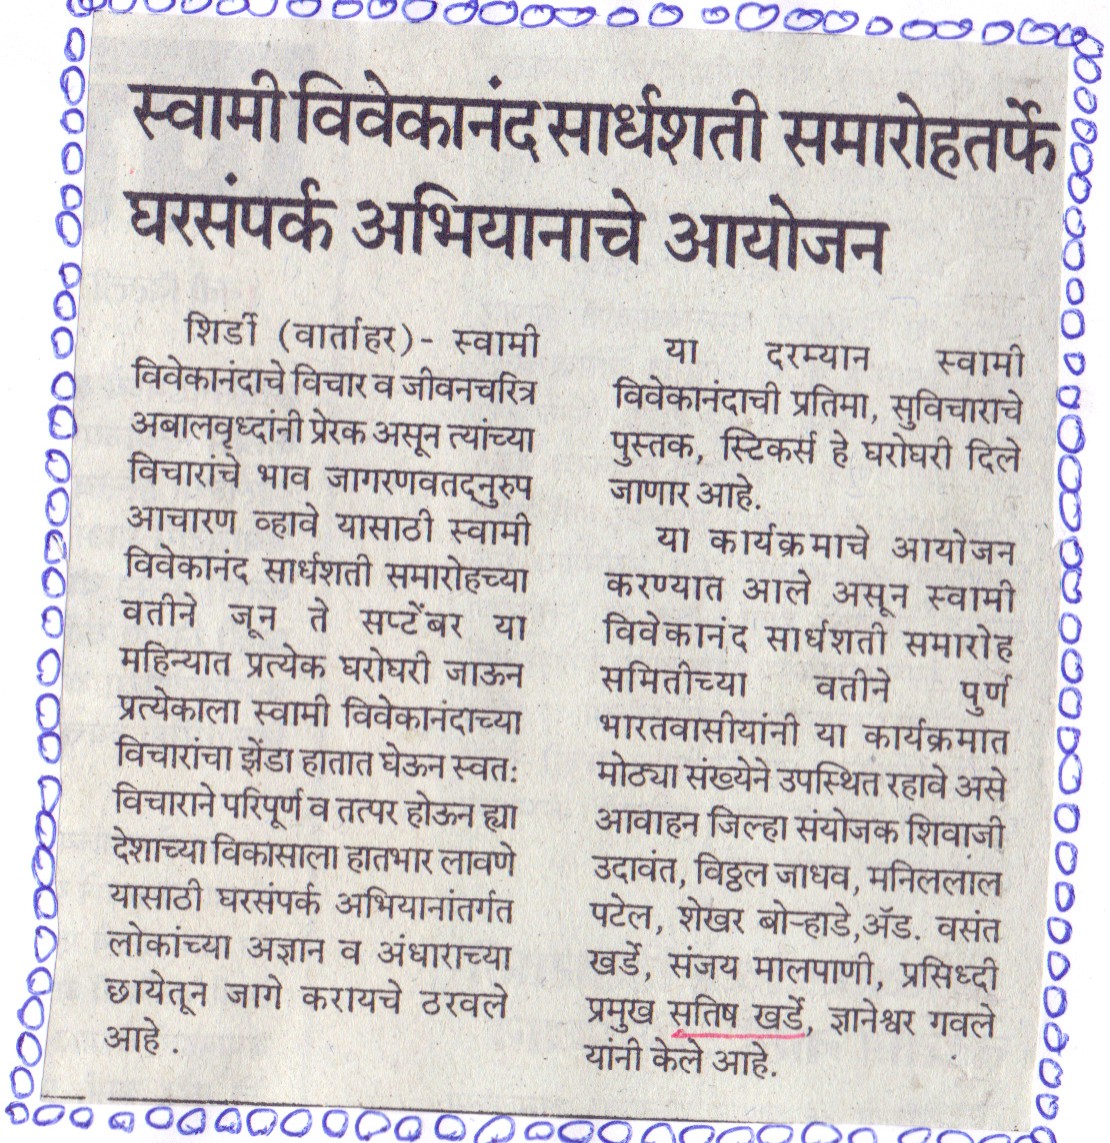 स्वामी विवेकानंद सार्धशती समारोहतर्फे
घरसंपर्क अभियानाचे आयोजन
शिर्डी (वार्ताहर)- स्वामी
विवेकानंदाचे विचार व जीवनचरित्र
अबालवृध्दांनी प्रेरक असून त्यांच्या
विचारांचे भाव जागरणवतद्नुरुप
आचारण व्हावे यासाठी स्वामी
विवेकानंद सार्धशती समारोहच्या
वतीने जून ते सप्टेंबर या
महिन्यात प्रत्येक घरोघरी जाऊन
प्रत्येकाला स्वामी विवेकानंदाच्या
विचारांचा झेंडा हातात घेऊन स्वत:
विचाराने परिपूर्ण व तत्पर होऊन ह्या
देशाच्या विकासाला हातभार लावणे
यासाठी घरसंपर्क अभियानांतर्गत
लोकांच्या अज्ञान व अंधाराच्या
छायेतून जागे करायचे ठरवले
आहे .
या दरम्यान स्वामी
विवेकानंदाची प्रतिमा, सुविचाराचे
पुस्तक, स्टिकर्स हे घरोघरी दिले
जाणार आहे.
या कार्यक्रमाचे आयोजन
करण्यात आले असून स्वामी
विवेकानंद सार्धशती समारोह
समितीच्या वतीने पुर्ण
भारतवासीयांनी या कार्यक्रमात
मोठ्या संख्येने उपस्थित रहावे असे
आवाहन जिल्हा संयोजक शिवाजी
उदावंत, विठ्ठल जाधव, मनिललाल
पटेल, शेखर बोऱ्हाडे,अ‍ॅड. वसंत
खर्डे, संजय मालपाणी, प्रसिध्दी
प्रमुख सतिष खर्डे, ज्ञानेश्वर गवले
यांनी केले आहे.